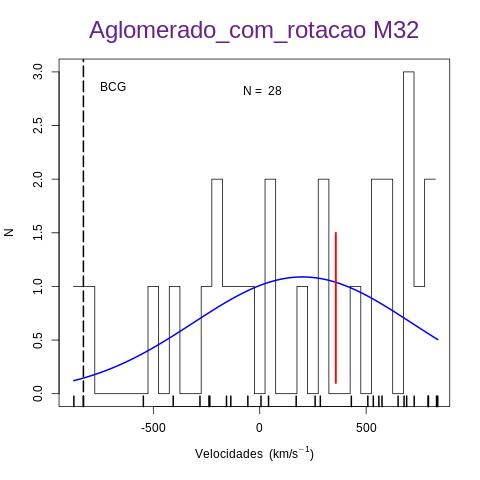 Aglomerado_com_rotacao M32
BCG
N = 28
3.0
2.5
2.0
1.5
1.0
0.5
0.0
N
-500 0 500
Velocidades (km/s⁻¹)